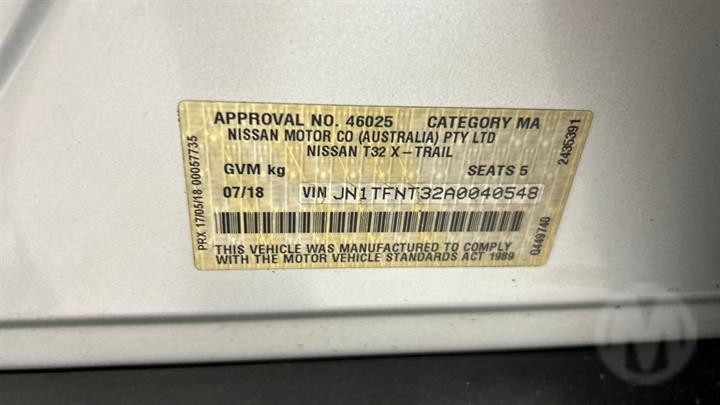 APPROVAL NO. 46025 CATEGORY MA
NISSAN MOTOR CO (AUSTRALIA) PTY LTD
NISSAN T32 X-TRAIL
GVM kg SEATS 5
07/18 VIN JN1TFNT32A0040548
THIS VEHICLE WAS MANUFACTURED TO COMPLY
WITH THE MOTOR VEHICLE STANDARDS ACT 1989
PRX 17/05/18 00057735
2435391
0449740
M
M